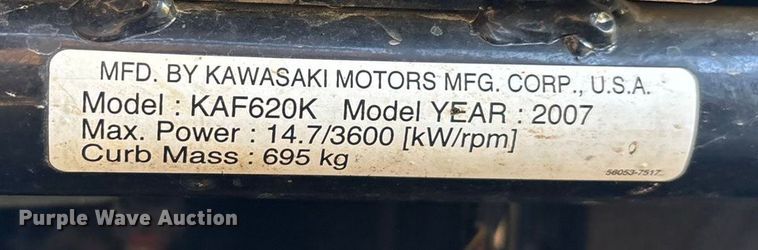 MFD. BY KAWASAKI MOTORS MFG. CORP., U.S.A.
Model : KAF620K Model YEAR : 2007
Max. Power : 14.7/3600 [kW/rpm]
Curb Mass : 695 kg
56053-7517
Purple Wave Auction